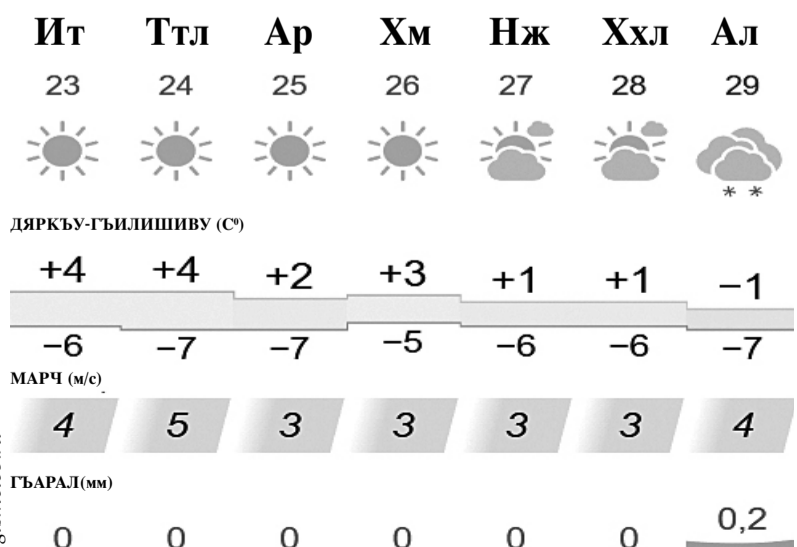 Ит Ттл Ар Хм Нж Ххл Ал
23 24 25 26 27 28 29
ДЯРКЪУ-ГЪИЛИШИВУ (С⁰)
+4 +4 +2 +3 +1 +1 −1
−6 −7 −7 −5 −6 −6 −7
МАРЧ (м/с)
4 5 3 3 3 3 4
ГЪАРАЛ(мм)
0 0 0 0 0 0 0,2